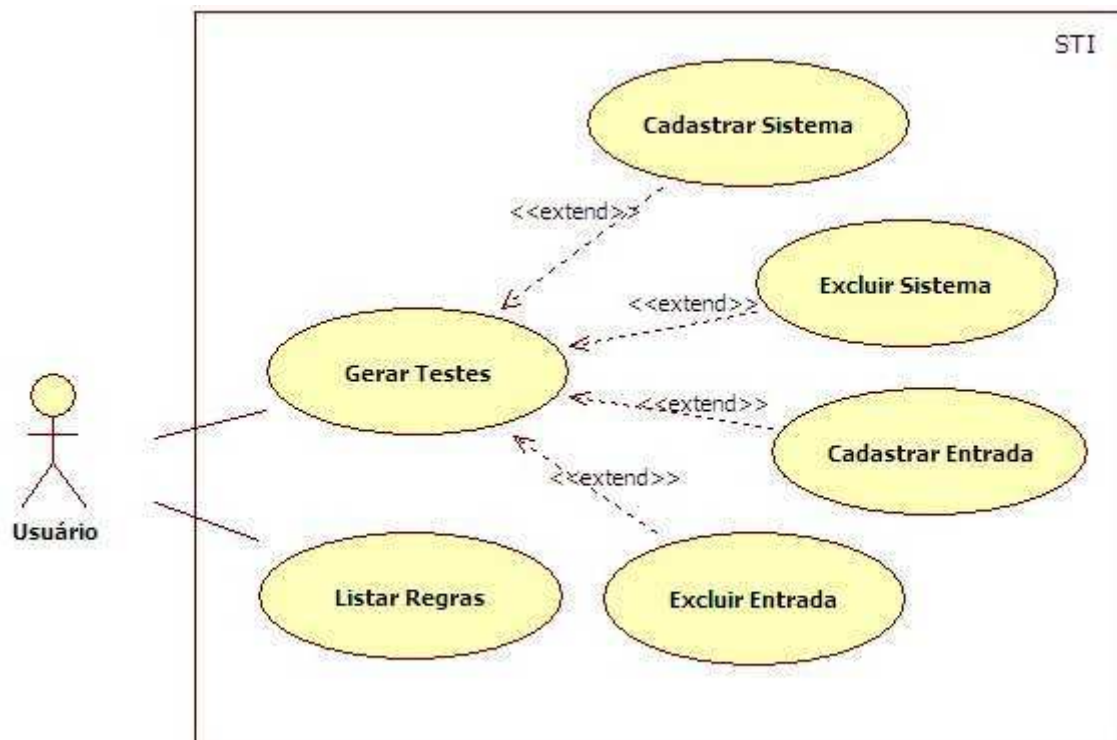 STI
Cadastrar Sistema
<<extend>>
Excluir Sistema
<<extend>>
Gerar Testes
<<extend>>
Cadastrar Entrada
<<extend>>
Usuário
Listar Regras
Excluir Entrada